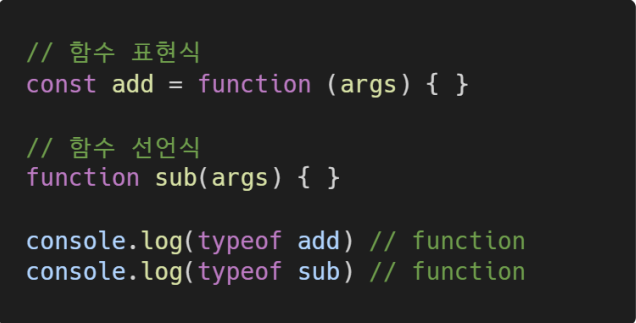 // 함수 표현식
const add = function (args) { }
// 함수 선언식
function sub(args) { }
console.log(typeof add) // function
console.log(typeof sub) // function